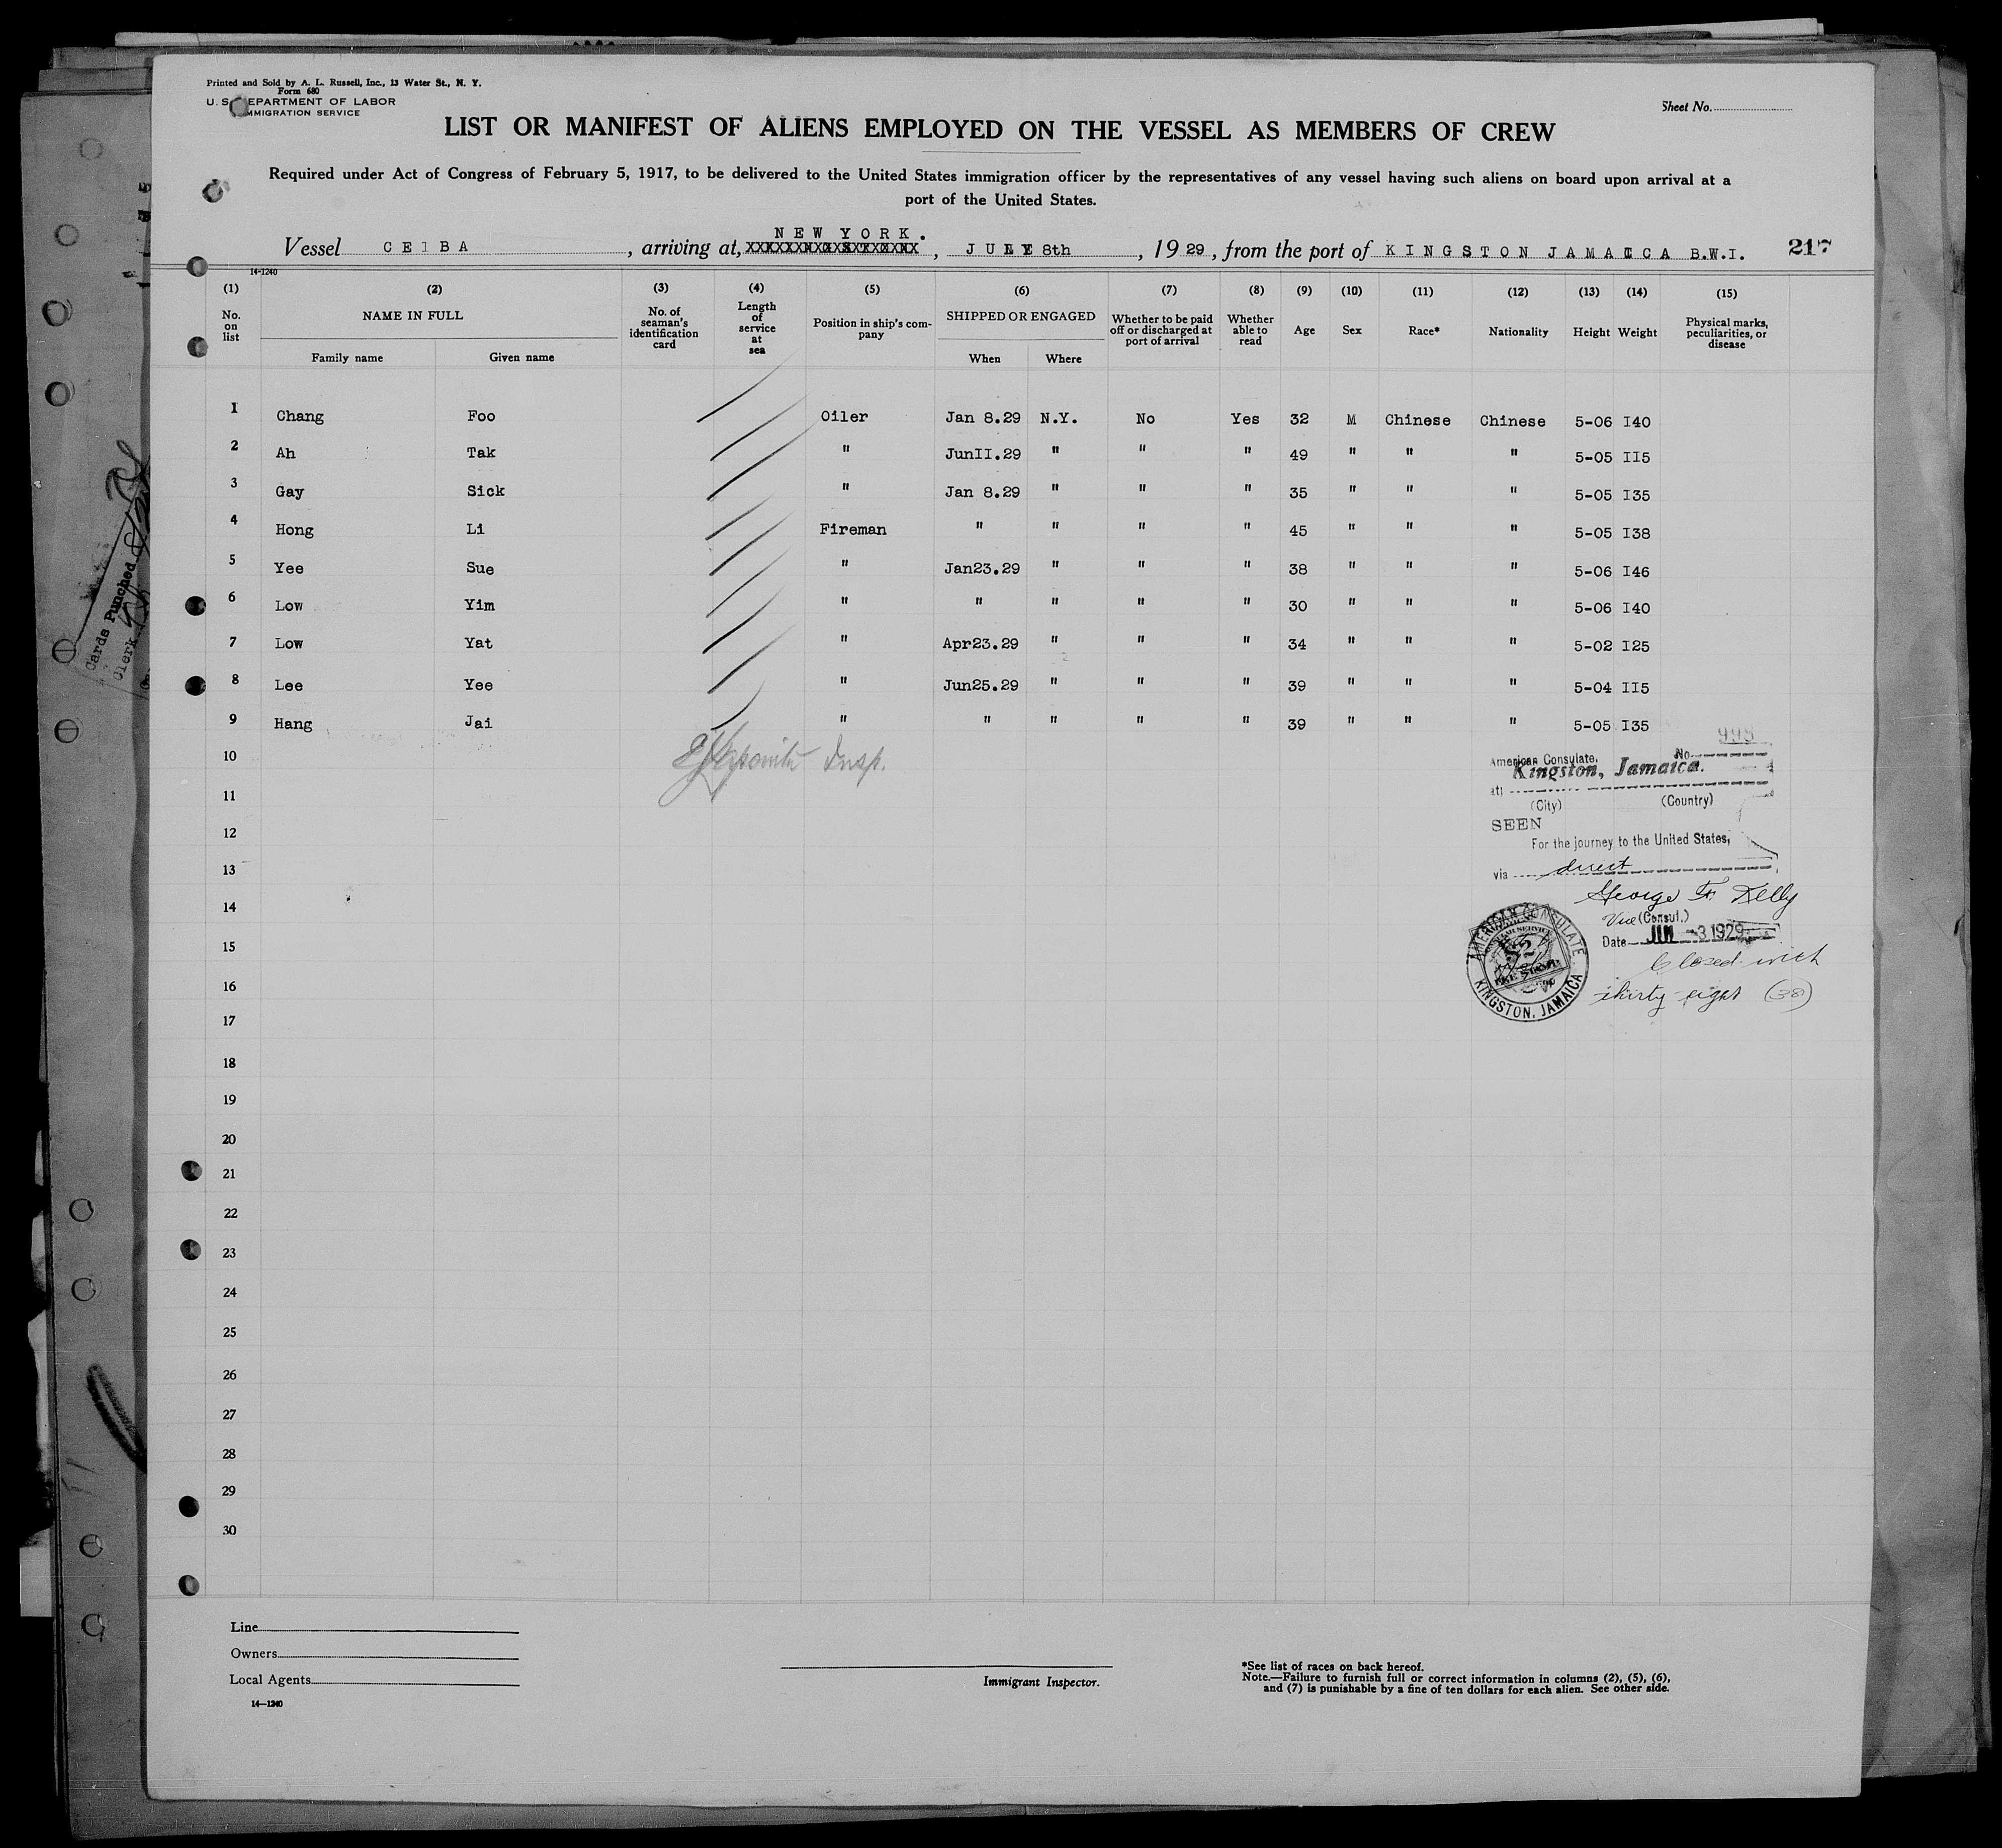 Printed and Sold by A. L. Russell, Inc., 13 Water St., N. Y.
Form 680
U. S. DEPARTMENT OF LABOR
IMMIGRATION SERVICE
Sheet No.
LIST OR MANIFEST OF ALIENS EMPLOYED ON THE VESSEL AS MEMBERS OF CREW
Required under Act of Congress of February 5, 1917, to be delivered to the United States immigration officer by the representatives of any vessel having such aliens on board upon arrival at a
port of the United States.
NEW YORK.
Vessel CEIBA, arriving at, JULY 8th, 1929, from the port of KINGSTON JAMAICA B.W.I. 217
14-1240
(1) (2) (3) (4) (5) (6) (7) (8) (9) (10) (11) (12) (13) (14) (15)
No. on list NAME IN FULL No. of seaman's identification card Length of service at sea Position in ship's company SHIPPED OR ENGAGED Whether to be paid off or discharged at port of arrival Whether able to read Age Sex Race* Nationality Height Weight Physical marks, peculiarities, or disease
Family name Given name When Where
1 Chang Foo Oiler Jan 8.29 N.Y. No Yes 32 M Chinese Chinese 5-06 I40
2 Ah Tak " JunII.29 " " " 49 " " " 5-05 II5
3 Gay Sick " Jan 8.29 " " " 35 " " " 5-05 I35
4 Hong Li Fireman " " " " 45 " " " 5-05 I38
5 Yee Sue " Jan23.29 " " " 38 " " " 5-06 I46
6 Low Yim " " " " " 30 " " " 5-06 I40
7 Low Yat " Apr23.29 " " " 34 " " " 5-02 I25
8 Lee Yee " Jun25.29 " " " 39 " " " 5-04 II5
9 Hang Jai " " " " " 39 " " " 5-05 I35
10
Insp.
998
American Consulate, No.
Kingston, Jamaica.
at
(City) (Country)
11
SEEN
12
For the journey to the United States,
13
via direct
George F. Kelly
14
Vice (Consul.)
Date 3 1929
15
Closed with
thirty eight (38)
AMERICAN CONSULATE
KINGSTON, JAMAICA
16
17
18
19
20
21
22
23
24
25
26
27
28
29
30
Line
Owners
Local Agents
14—1240
Immigrant Inspector.
*See list of races on back hereof.
Note.—Failure to furnish full or correct information in columns (2), (5), (6),
and (7) is punishable by a fine of ten dollars for each alien. See other side.
Cards Punched
Clerk